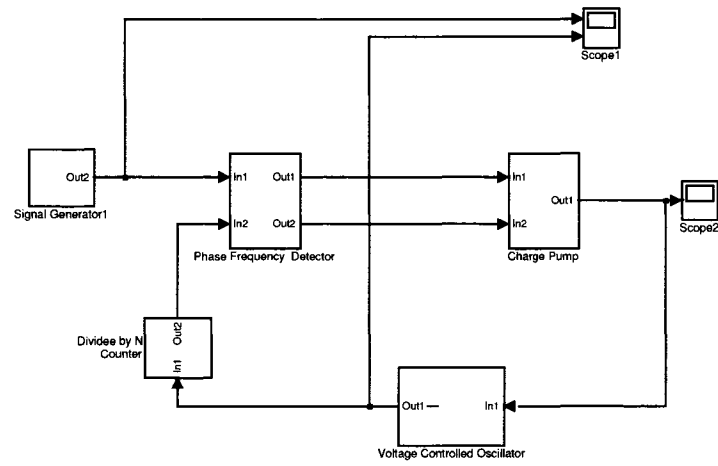 Scope1
Out2
In1
Out1
In1
Out1
Signal Generator1
In2
Out2
In2
Scope2
Phase Frequency Detector
Charge Pump
Dividee by N
Counter
Out2
In1
Out1
In1
Voltage Controlled Oscillator